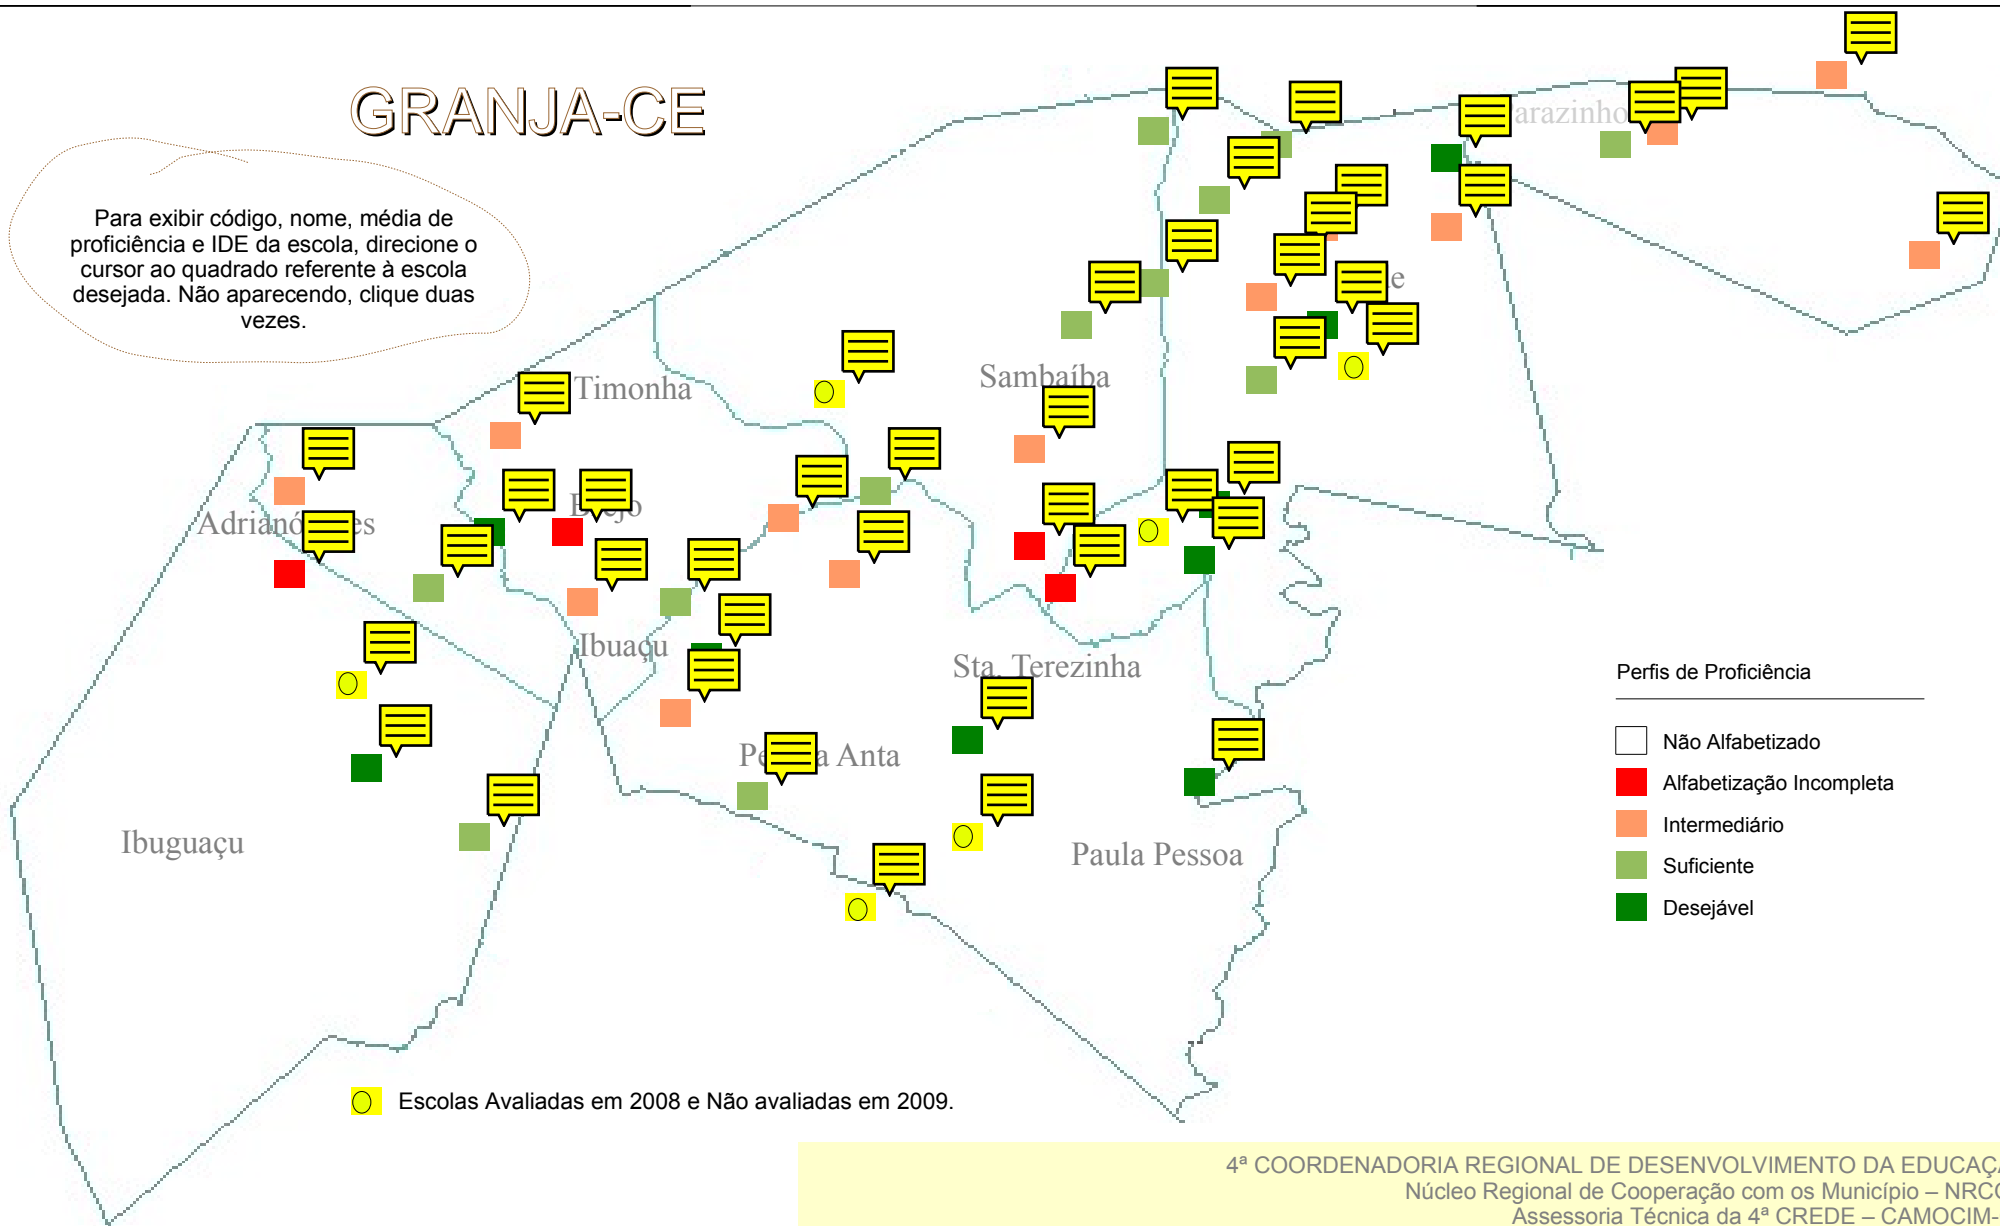 GRANJA-CE
Para exibir código, nome, média de
proficiência e IDE da escola, direcione o
cursor ao quadrado referente à escola
desejada. Não aparecendo, clique duas
vezes.
Timonha
Sambaíba
Ibuaçu
Sta. Terezinha
Anta
Ibuguaçu
Paula Pessoa
Perfis de Proficiência
Não Alfabetizado
Alfabetização Incompleta
Intermediário
Suficiente
Desejável
Escolas Avaliadas em 2008 e Não avaliadas em 2009.
4ª COORDENADORIA REGIONAL DE DESENVOLVIMENTO DA
Núcleo Regional de Cooperação com os Município –
Assessoria Técnica da 4ª CREDE – CAMOCIM-